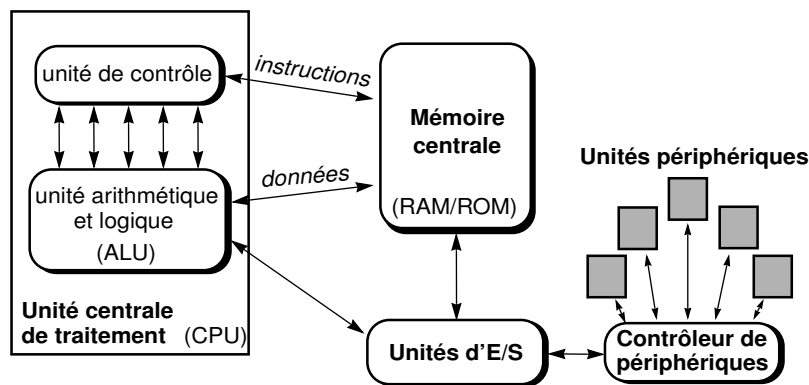 unité de contrôle
instructions
Mémoire
centrale
(RAM/ROM)
unité arithmétique
et logique
(ALU)
données
Unité centrale
de traitement (CPU)
Unités d'E/S
Unités périphériques
Contrôleur de
périphériques